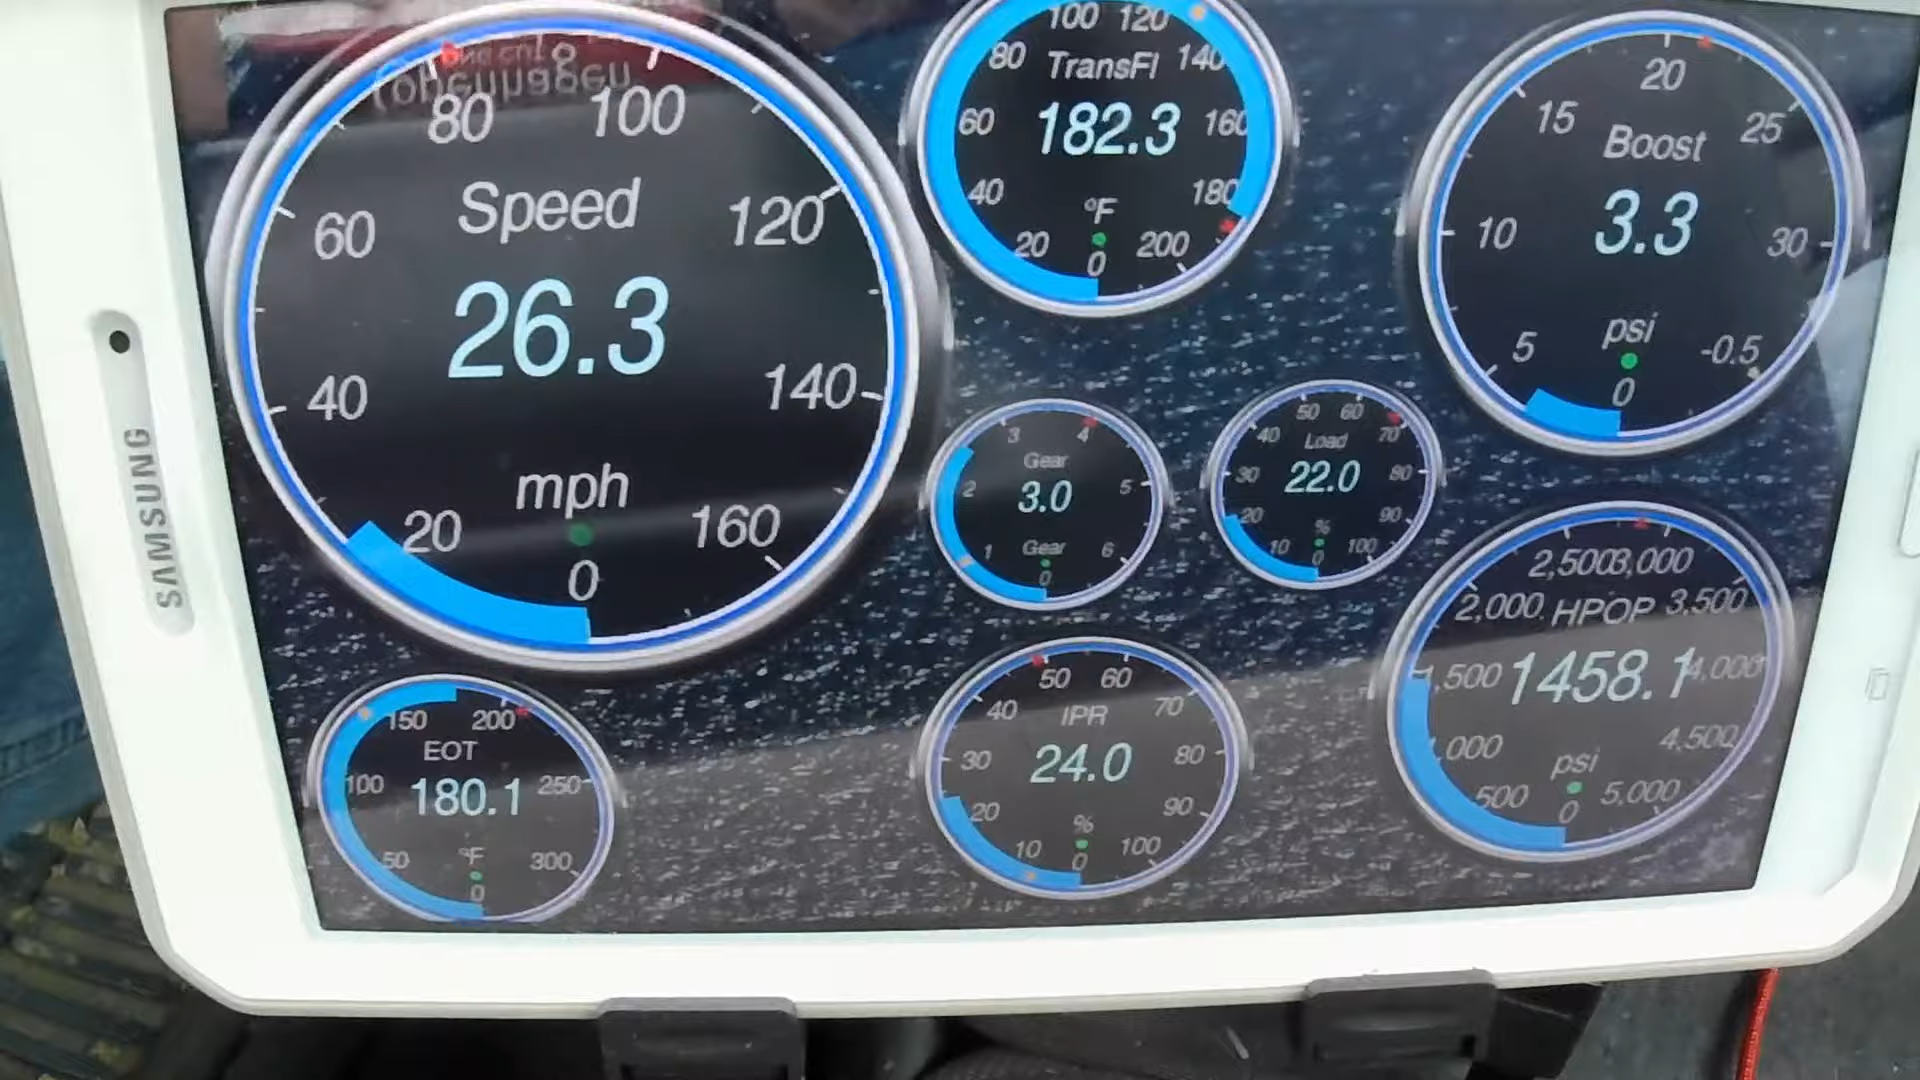 80
100
Speed
60
120
26.3
40
140
mph
20
160
0
100 120
80 TransFl 140
60 182.3 160
40 °F 180
20 0 200
20
15 25
Boost
10 3.3 30
psi
5 -0.5
0
3 4
Gear
2 3.0 5
1 Gear 6
0
50 60
40 Load 70
30 22.0 80
20 % 90
10 0 100
2,500 3,000
2,000 HPOP 3,500
1,500 1458.1 4,000
1,000 psi 4,500
500 0 5,000
150 200
EOT
100 180.1 250
50 °F 300
0
50 60
40 IPR 70
30 24.0 80
20 % 90
10 0 100
SAMSUNG